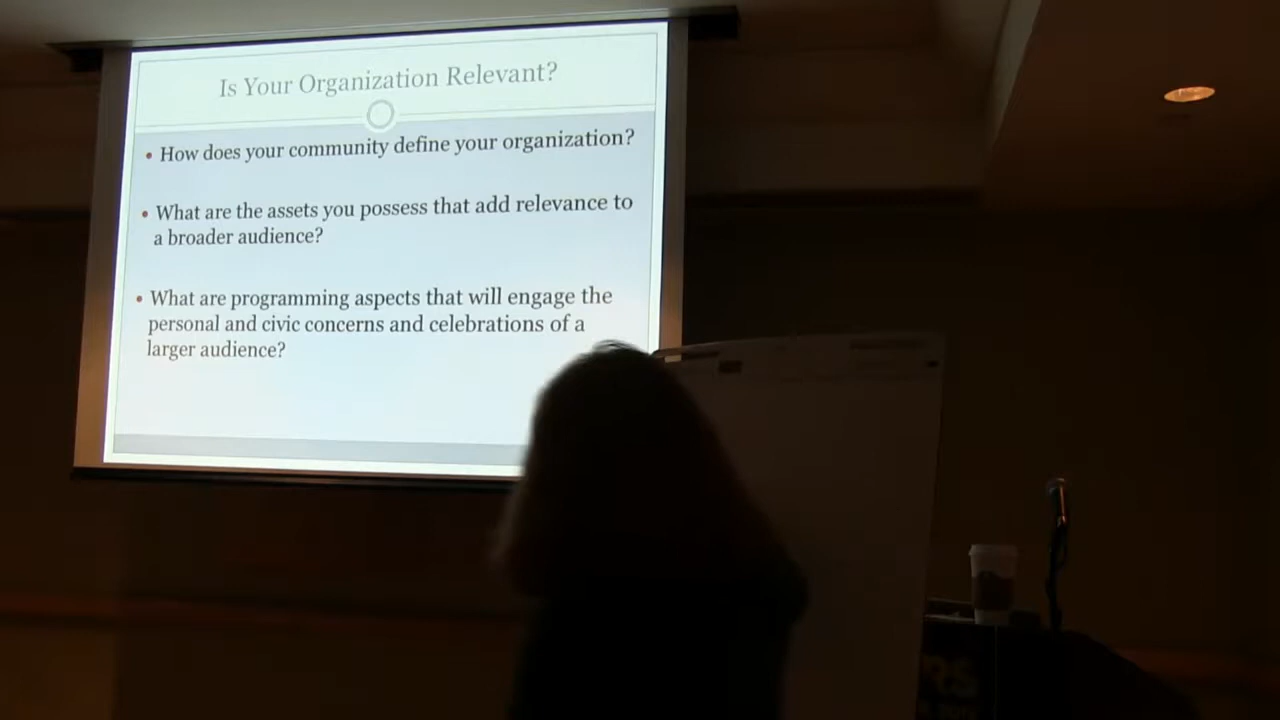 Is Your Organization Relevant?
• How does your community define your organization?
• What are the assets you possess that add relevance to
a broader audience?
• What are programming aspects that will engage the
personal and civic concerns and celebrations of a
larger audience?